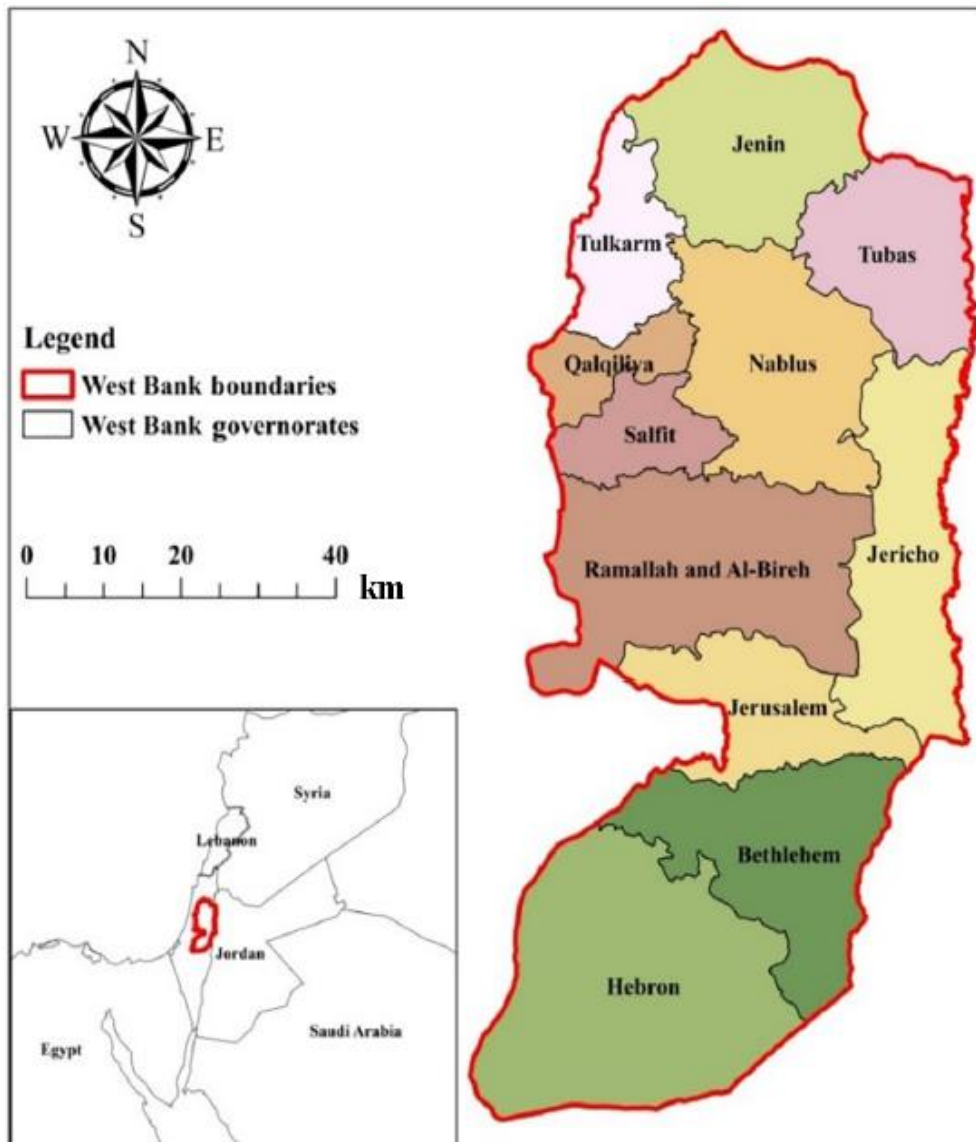 N
W E
S
Legend
West Bank boundaries
West Bank governorates
0 10 20 40
km
Jenin
Tulkarm
Tubas
Qalqiliya
Nablus
Salfit
Ramallah and Al-Bireh
Jericho
Jerusalem
Bethlehem
Hebron
Syria
Lebanon
Jordan
Saudi Arabia
Egypt